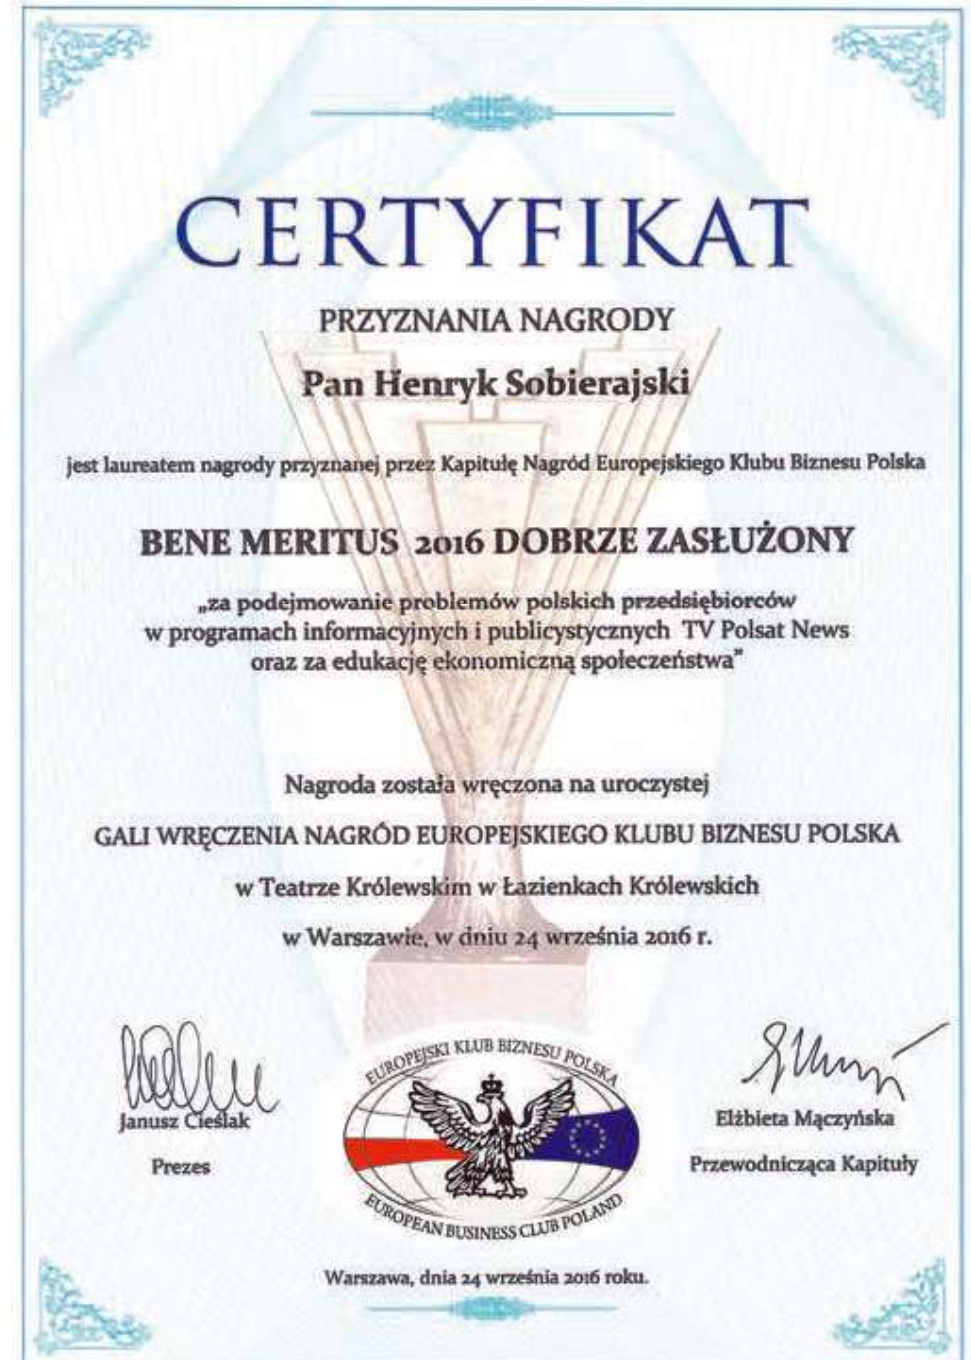 CERTYFIKAT
PRZYZNANIA NAGRODY
Pan Henryk Sobierajski
jest laureatem nagrody przyznanej przez Kapitułę Nagród Europejskiego Klubu Biznesu Polska
BENE MERITUS 2016 DOBRZE ZASŁUŻONY
„za podejmowanie problemów polskich przedsiębiorców
w programach informacyjnych i publicystycznych TV Polsat News
oraz za edukację ekonomiczną społeczeństwa”
Nagroda została wręczona na uroczystej
GALI WRĘCZENIA NAGRÓD EUROPEJSKIEGO KLUBU BIZNESU POLSKA
w Teatrze Królewskim w Łazienkach Królewskich
w Warszawie, w dniu 24 września 2016 r.
EUROPEJSKI KLUB BIZNESU POLSKA
Janusz Cieślak
Elżbieta Mączyńska
Prezes
Przewodnicząca Kapituły
EUROPEAN BUSINESS CLUB POLAND
Warszawa, dnia 24 września 2016 roku.